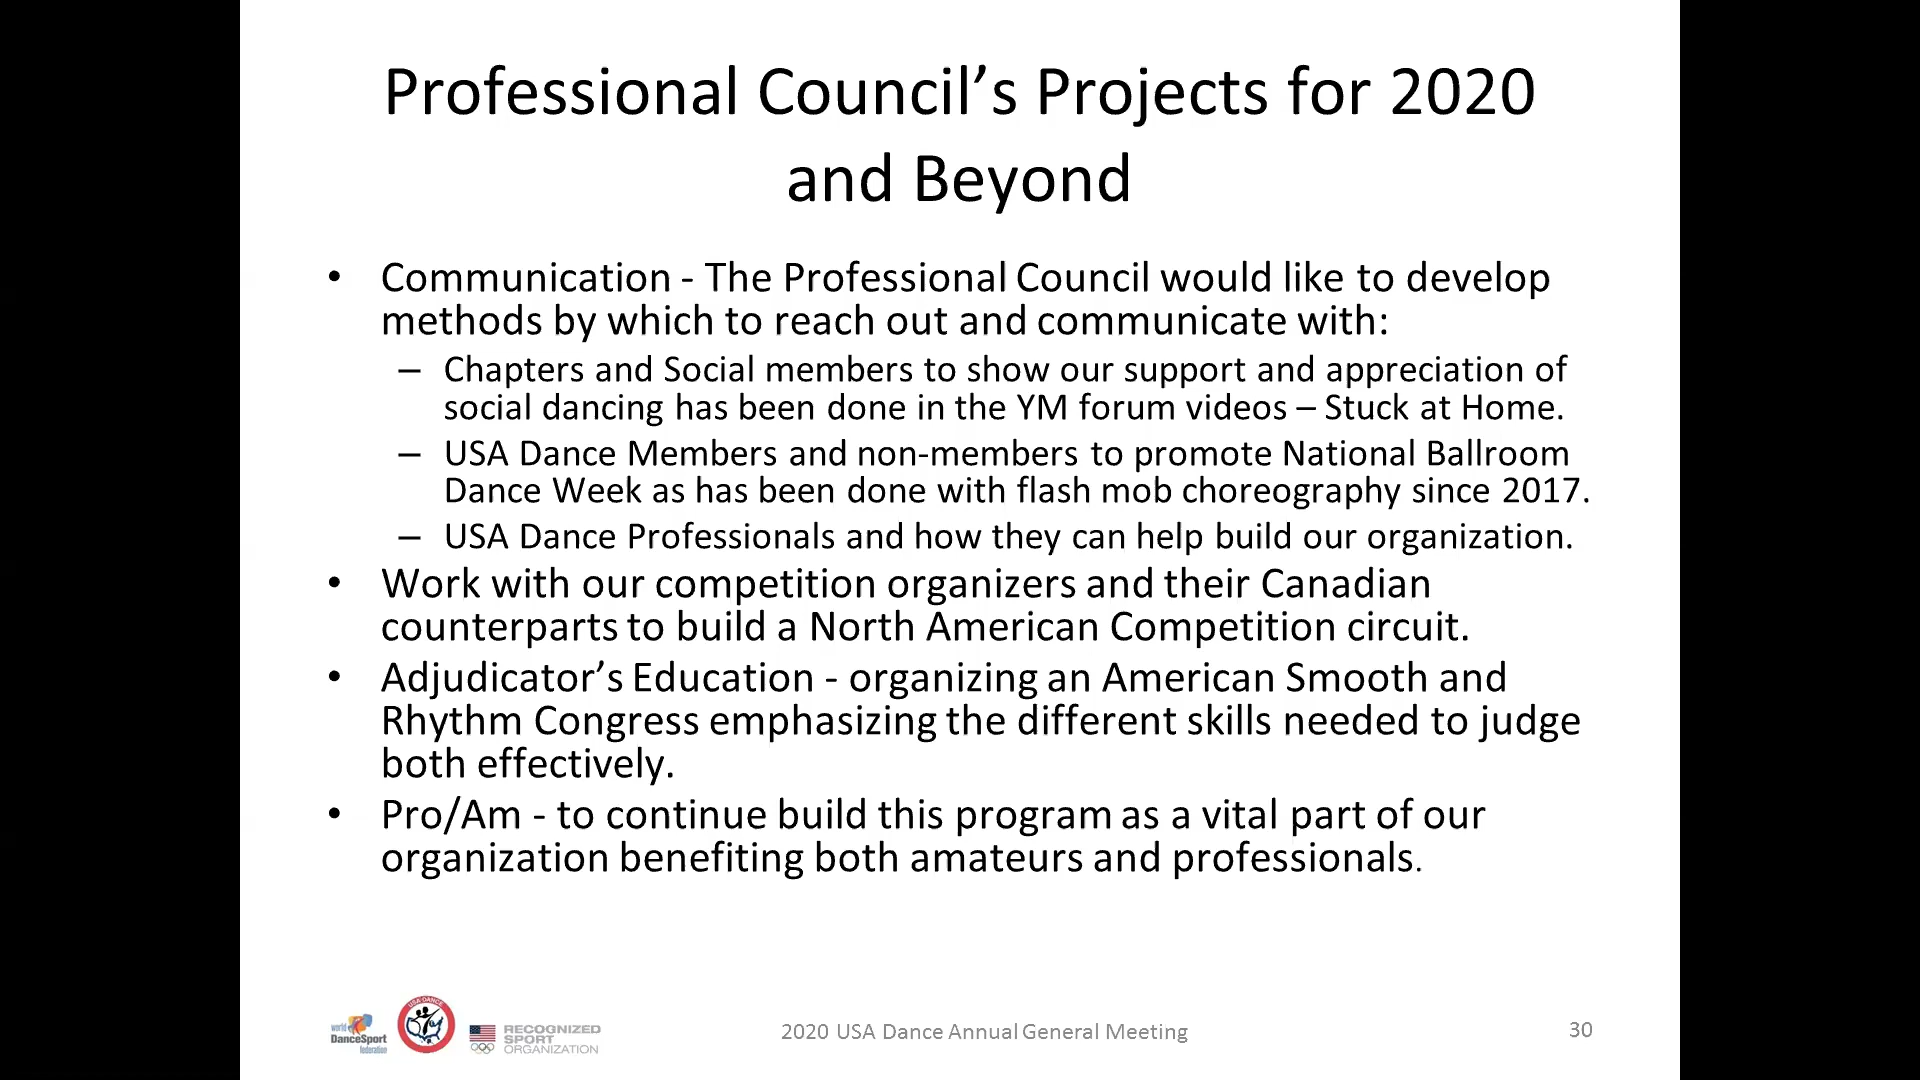 Professional Council’s Projects for 2020
and Beyond
• Communication - The Professional Council would like to develop
methods by which to reach out and communicate with:
– Chapters and Social members to show our support and appreciation of
social dancing has been done in the YM forum videos – Stuck at Home.
– USA Dance Members and non-members to promote National Ballroom
Dance Week as has been done with flash mob choreography since 2017.
– USA Dance Professionals and how they can help build our organization.
• Work with our competition organizers and their Canadian
counterparts to build a North American Competition circuit.
• Adjudicator’s Education - organizing an American Smooth and
Rhythm Congress emphasizing the different skills needed to judge
both effectively.
• Pro/Am - to continue build this program as a vital part of our
organization benefiting both amateurs and professionals.
world
DanceSport
federation
USA DANCE
RECOGNIZED
SPORT
ORGANIZATION
2020 USA Dance Annual General Meeting
30